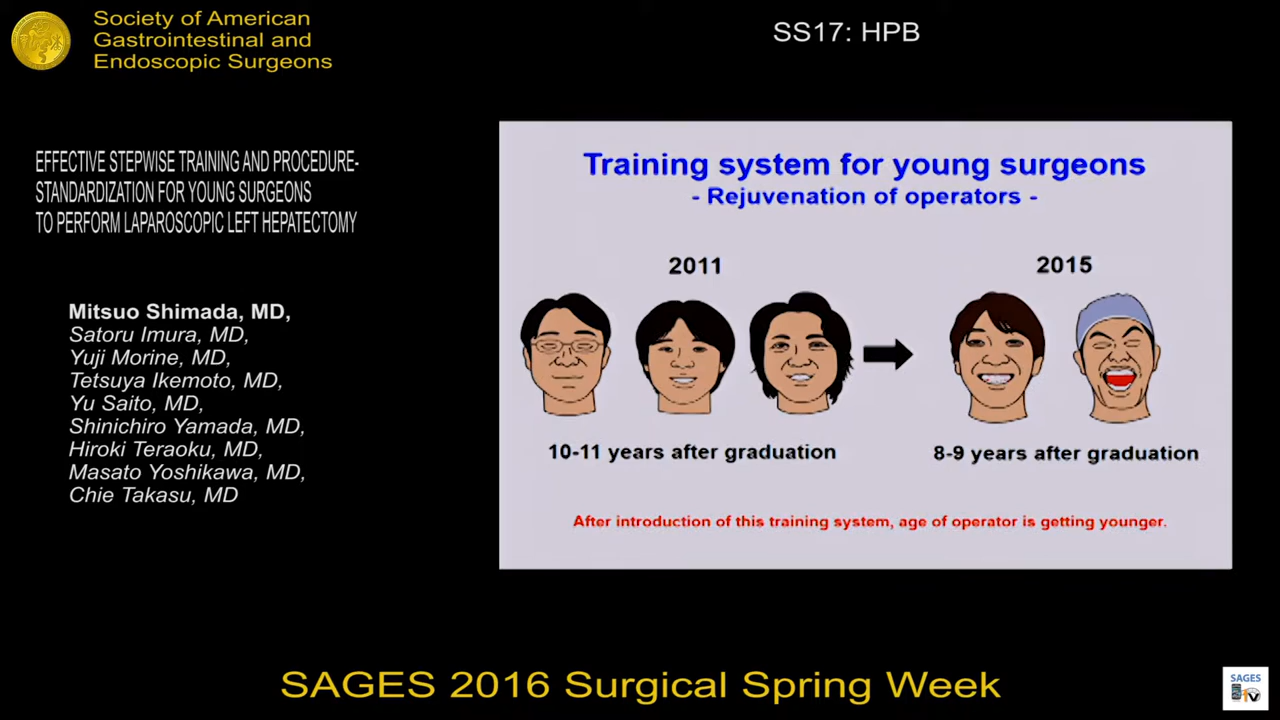 Society of American
Gastrointestinal and
Endoscopic Surgeons
SS17: HPB
EFFECTIVE STEPWISE TRAINING AND PROCEDURE-
STANDARDIZATION FOR YOUNG SURGEONS
TO PERFORM LAPAROSCOPIC LEFT HEPATECTOMY
Mitsuo Shimada, MD,
Satoru Imura, MD,
Yuji Morine, MD,
Tetsuya Ikemoto, MD,
Yu Saito, MD,
Shinichiro Yamada, MD,
Hiroki Teraoku, MD,
Masato Yoshikawa, MD,
Chie Takasu, MD
Training system for young surgeons
- Rejuvenation of operators -
2011
2015
10-11 years after graduation
8-9 years after graduation
After introduction of this training system, age of operator is getting younger.
SAGES 2016 Surgical Spring Week
SAGES
TV